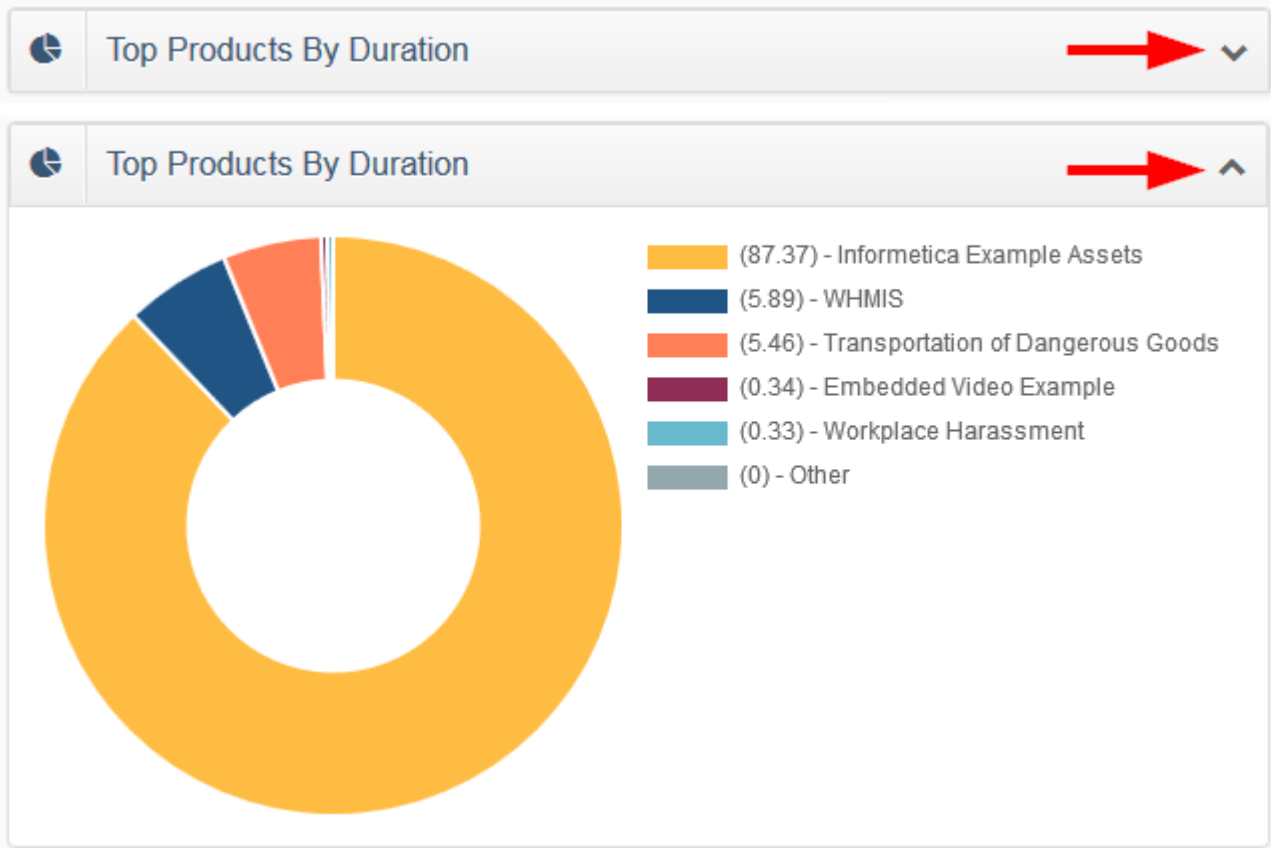 Top Products By Duration
Top Products By Duration
(87.37) - Informetica Example Assets
(5.89) - WHMIS
(5.46) - Transportation of Dangerous Goods
(0.34) - Embedded Video Example
(0.33) - Workplace Harassment
(0) - Other